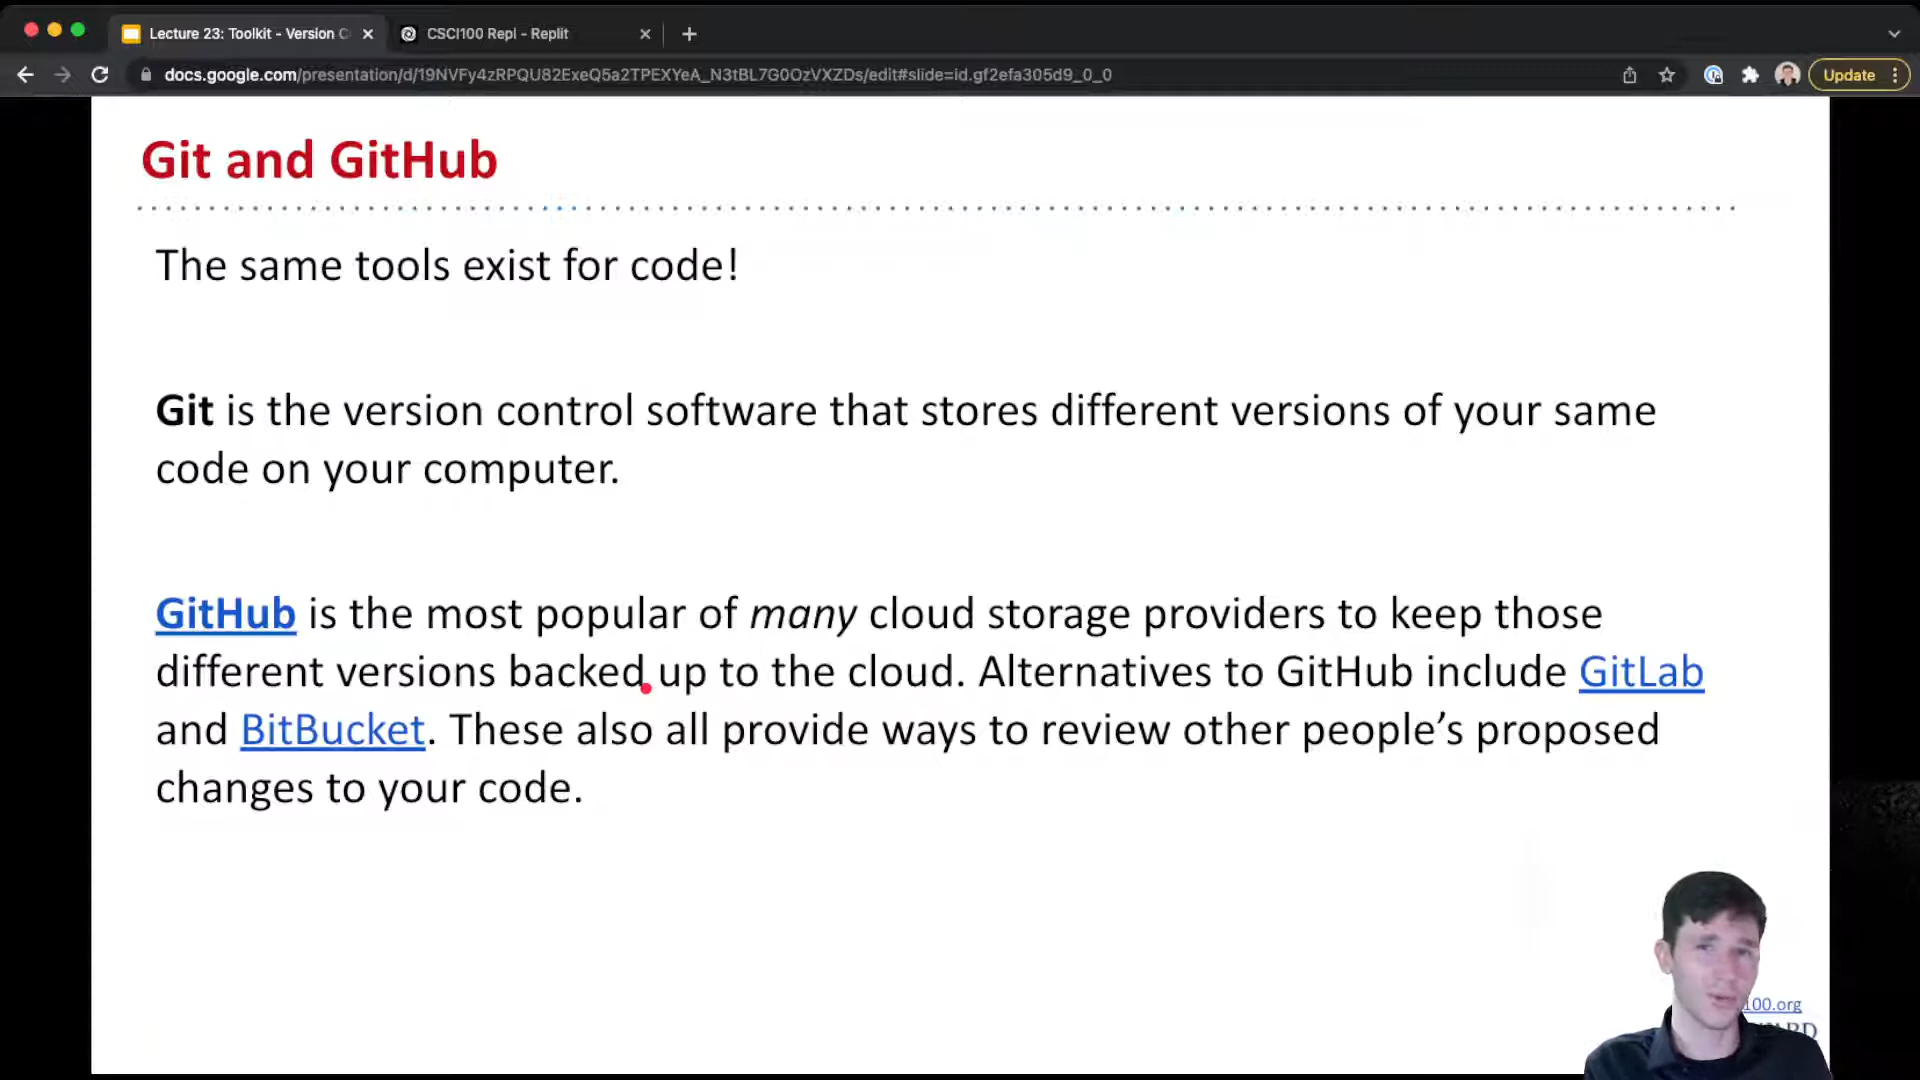 Lecture 23: Toolkit - Version C
CSCI100 Repl - Replit
docs.google.com/presentation/d/19NVFy4zRPQU82ExeQ5a2TPEXYeA_N3tBL7G0OzVXZDs/edit#slide=id.gf2efa305d9_0_0
Update
Git and GitHub
The same tools exist for code!
Git is the version control software that stores different versions of your same
code on your computer.
GitHub is the most popular of many cloud storage providers to keep those
different versions backed up to the cloud. Alternatives to GitHub include GitLab
and BitBucket. These also all provide ways to review other people’s proposed
changes to your code.
100.org